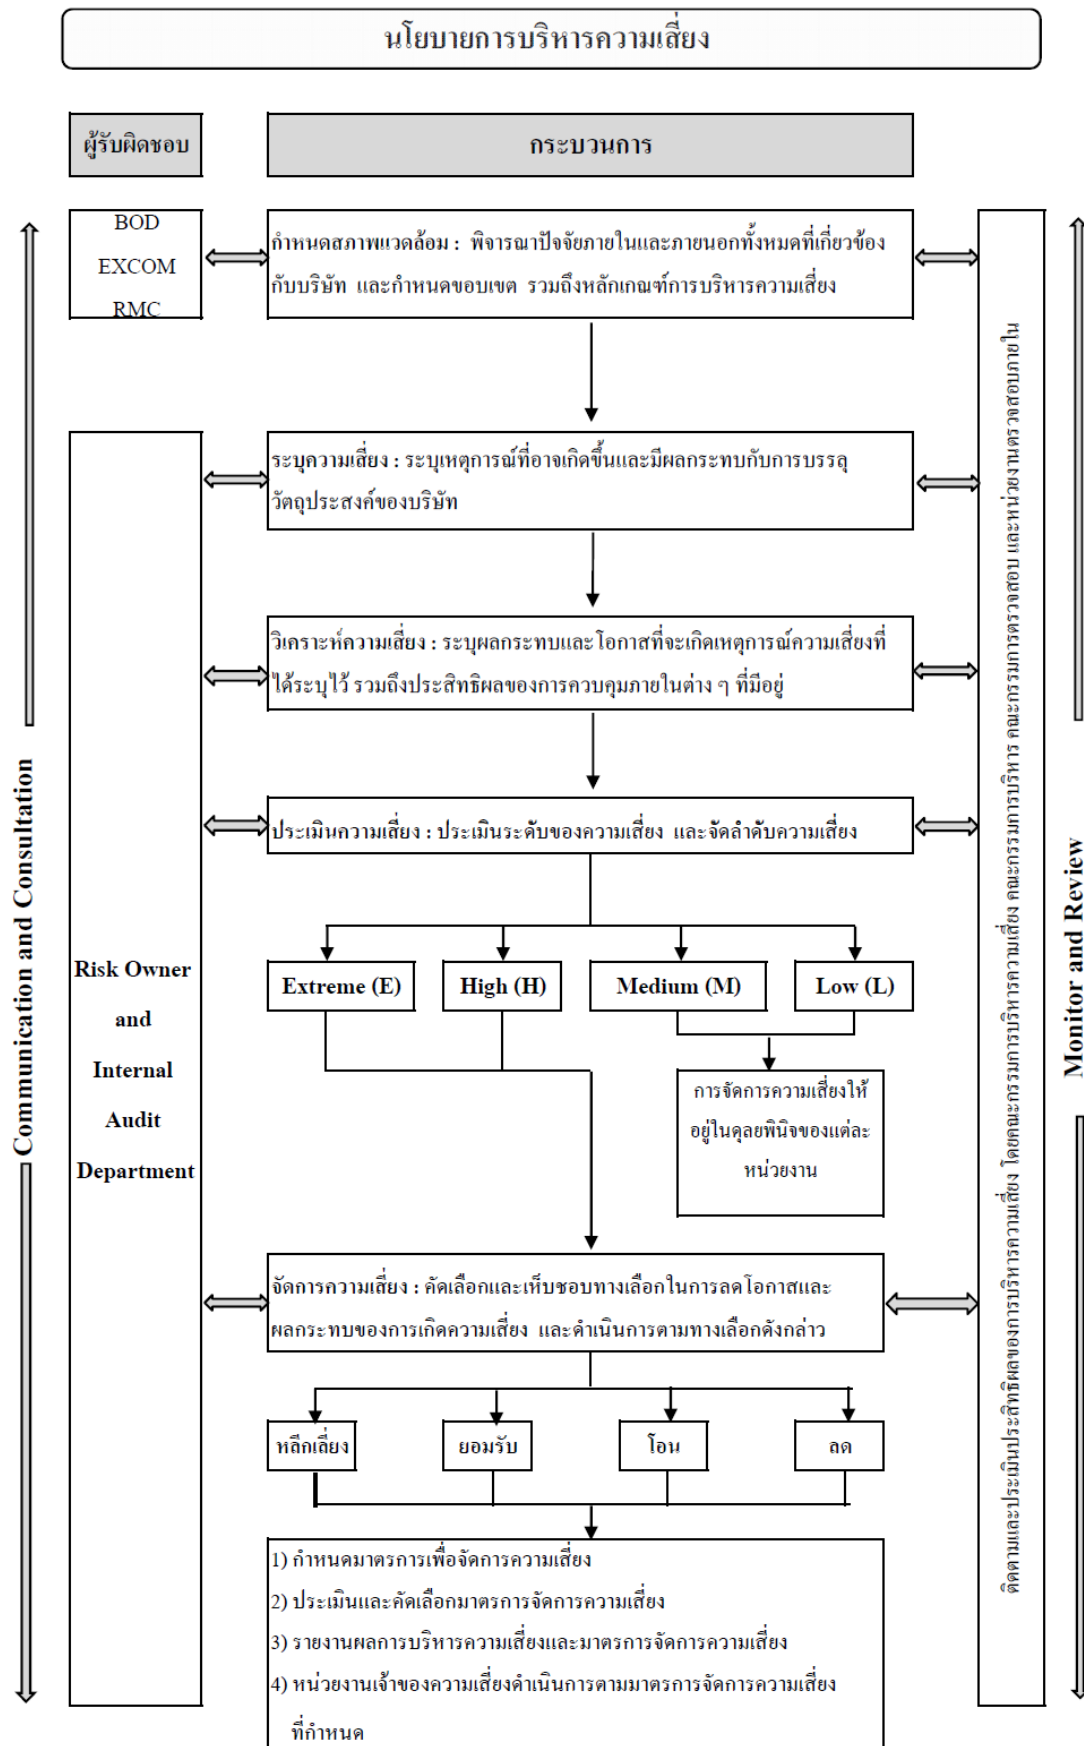 นโยบายการบริหารความเสี่ยง
ผู้รับผิดชอบ
กระบวนการ
BOD
EXCOM
RMC
กำหนดสภาพแวดล้อม : พิจารณาปัจจัยภายในและภายนอกทั้งหมดที่เกี่ยวข้อง
กับบริษัท และกำหนดขอบเขต รวมถึงหลักเกณฑ์การบริหารความเสี่ยง
ระบุความเสี่ยง : ระบุเหตุการณ์ที่อาจเกิดขึ้นและมีผลกระทบกับการบรรลุ
วัตถุประสงค์ของบริษัท
วิเคราะห์ความเสี่ยง : ระบุผลกระทบและโอกาสที่จะเกิดเหตุการณ์ความเสี่ยงที่
ได้ระบุไว้ รวมถึงประสิทธิผลของการควบคุมภายในต่าง ๆ ที่มีอยู่
ประเมินความเสี่ยง : ประเมินระดับของความเสี่ยง และจัดลำดับความเสี่ยง
Extreme (E)
High (H)
Medium (M)
Low (L)
การจัดการความเสี่ยงให้
อยู่ในดุลยพินิจของแต่ละ
หน่วยงาน
Risk Owner
and
Internal
Audit
Department
จัดการความเสี่ยง : คัดเลือกและเห็บชอบทางเลือกในการลดโอกาสและ
ผลกระทบของการเกิดความเสี่ยง และดำเนินการตามทางเลือกดังกล่าว
หลีกเลี่ยง
ยอมรับ
โอน
ลด
1) กำหนดมาตรการเพื่อจัดการความเสี่ยง
2) ประเมินและคัดเลือกมาตรการจัดการความเสี่ยง
3) รายงานผลการบริหารความเสี่ยงและมาตรการจัดการความเสี่ยง
4) หน่วยงานเจ้าของความเสี่ยงดำเนินการตามมาตรการจัดการความเสี่ยง
ที่กำหนด
Communication and Consultation
ติดตามและประเมินประสิทธิผลของการบริหารความเสี่ยง โดยคณะกรรมการบริหารความเสี่ยง คณะกรรมการบริหาร คณะกรรมการตรวจสอบ และหน่วยงานตรวจสอบภายใน
Monitor and Review